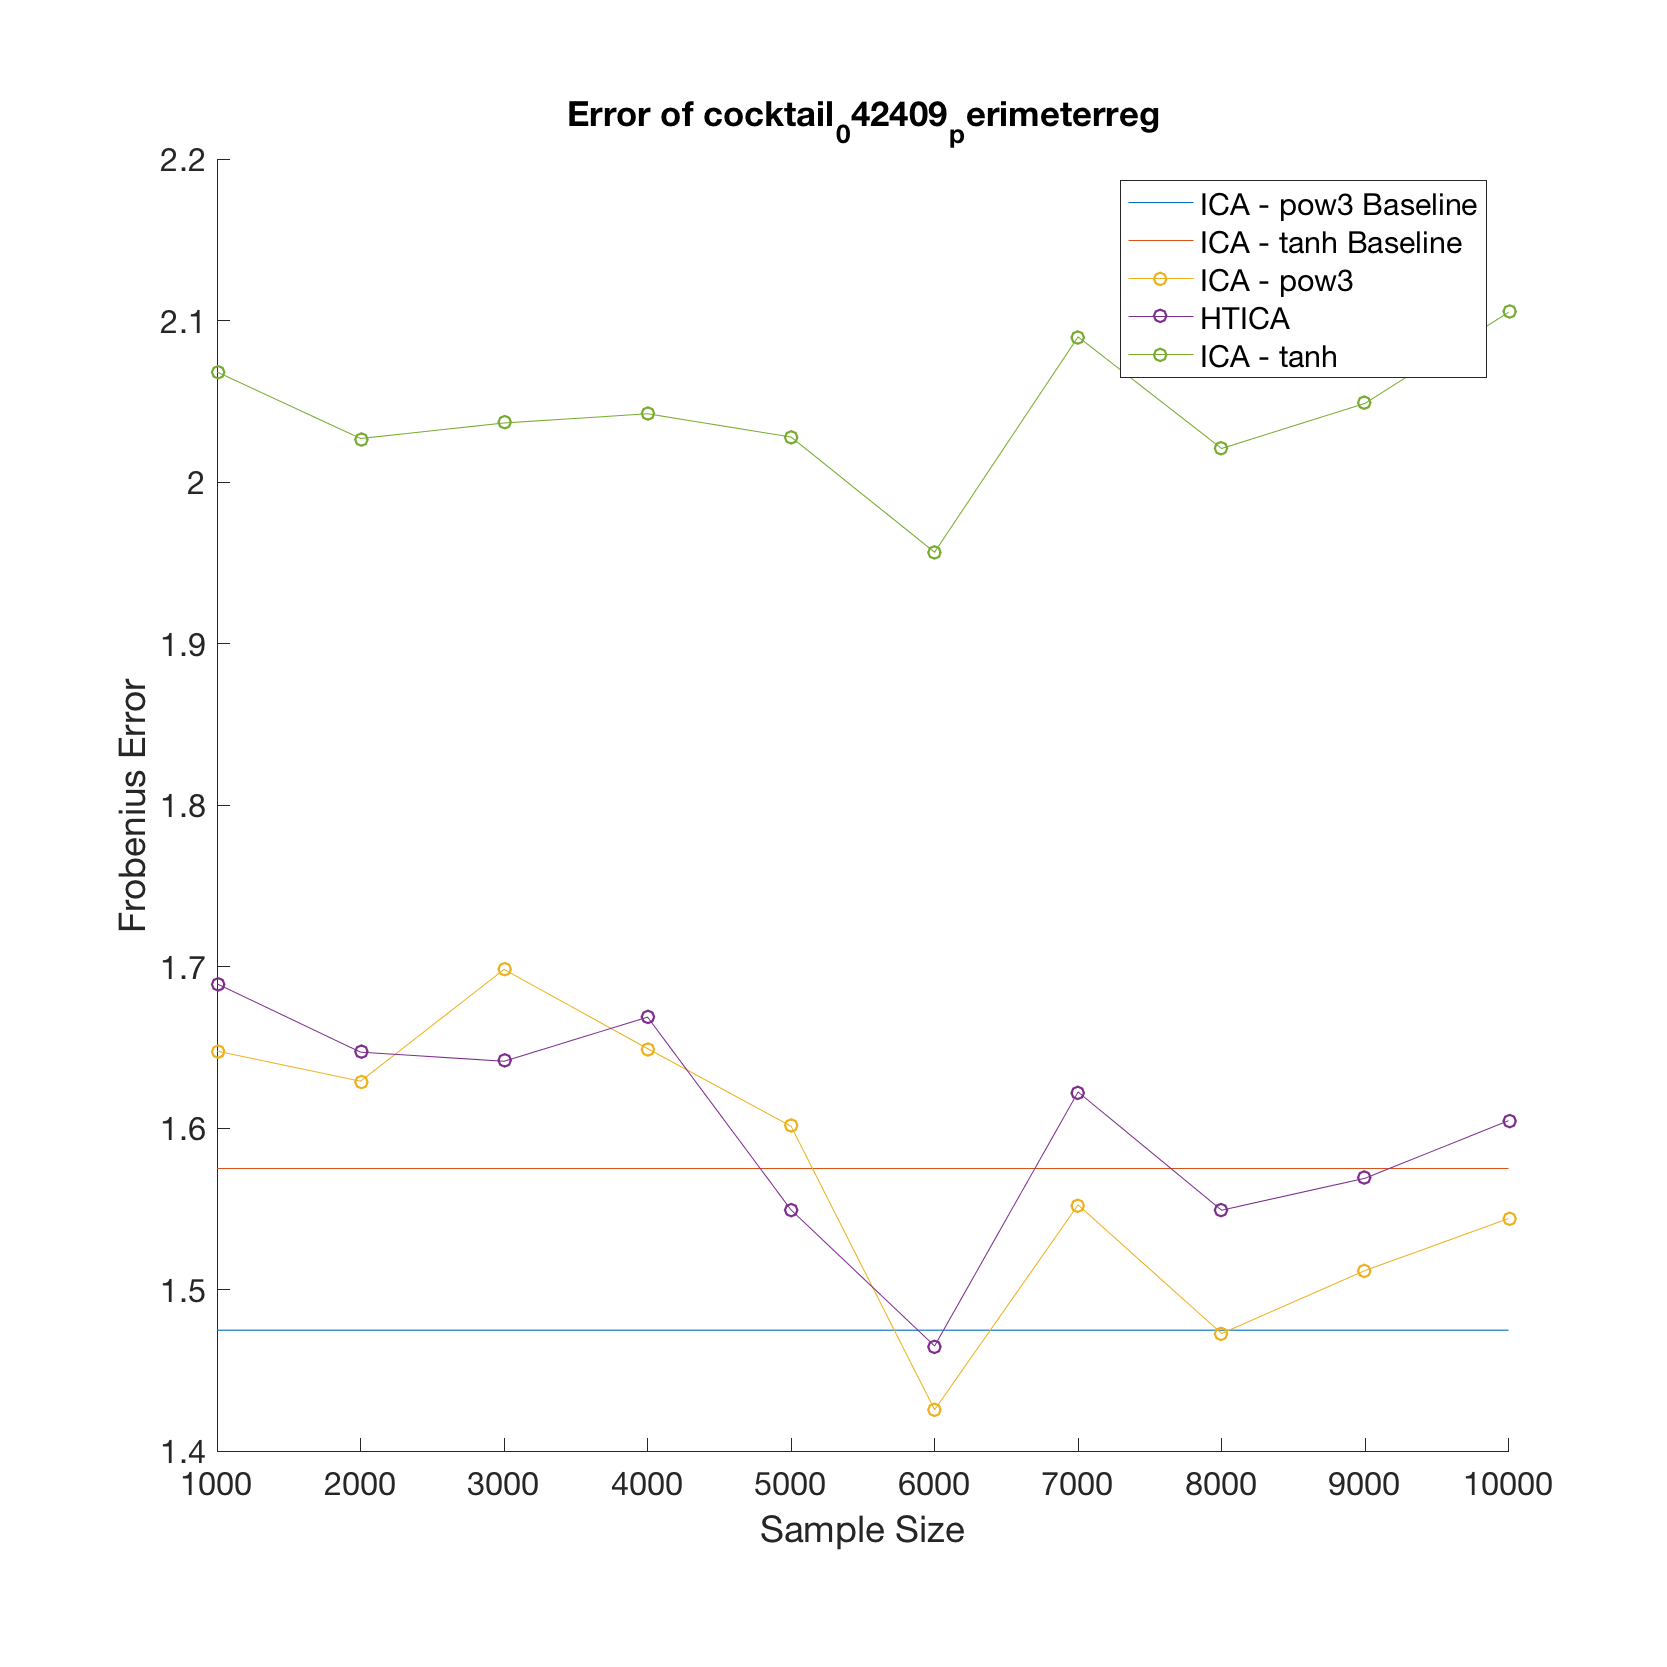 Error of cocktail_042409_perimeterreg
2.2
2.1
2
1.9
1.8
1.7
1.6
1.5
1.4
Frobenius Error
ICA - pow3 Baseline
ICA - tanh Baseline
ICA - pow3
HTICA
ICA - tanh
1000 2000 3000 4000 5000 6000 7000 8000 9000 10000
Sample Size